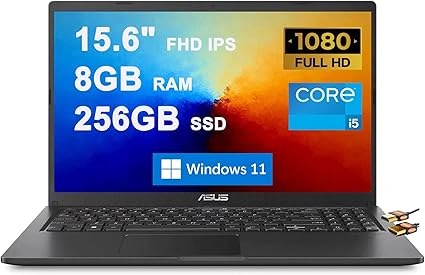 15.6" FHD IPS
8GB RAM
256GB SSD
1080
FULL HD
CORE
i5
Windows 11
ASUS